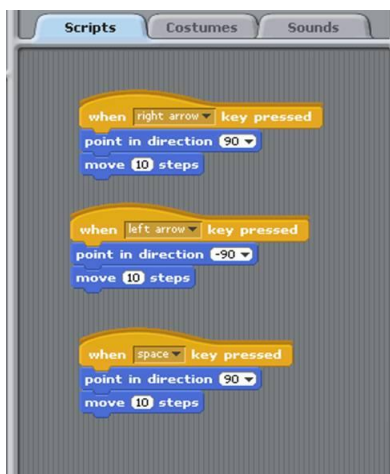 Scripts Costumes Sounds
when right arrow key pressed
point in direction 90
move 10 steps
when left arrow key pressed
point in direction -90
move 10 steps
when space key pressed
point in direction 90
move 10 steps